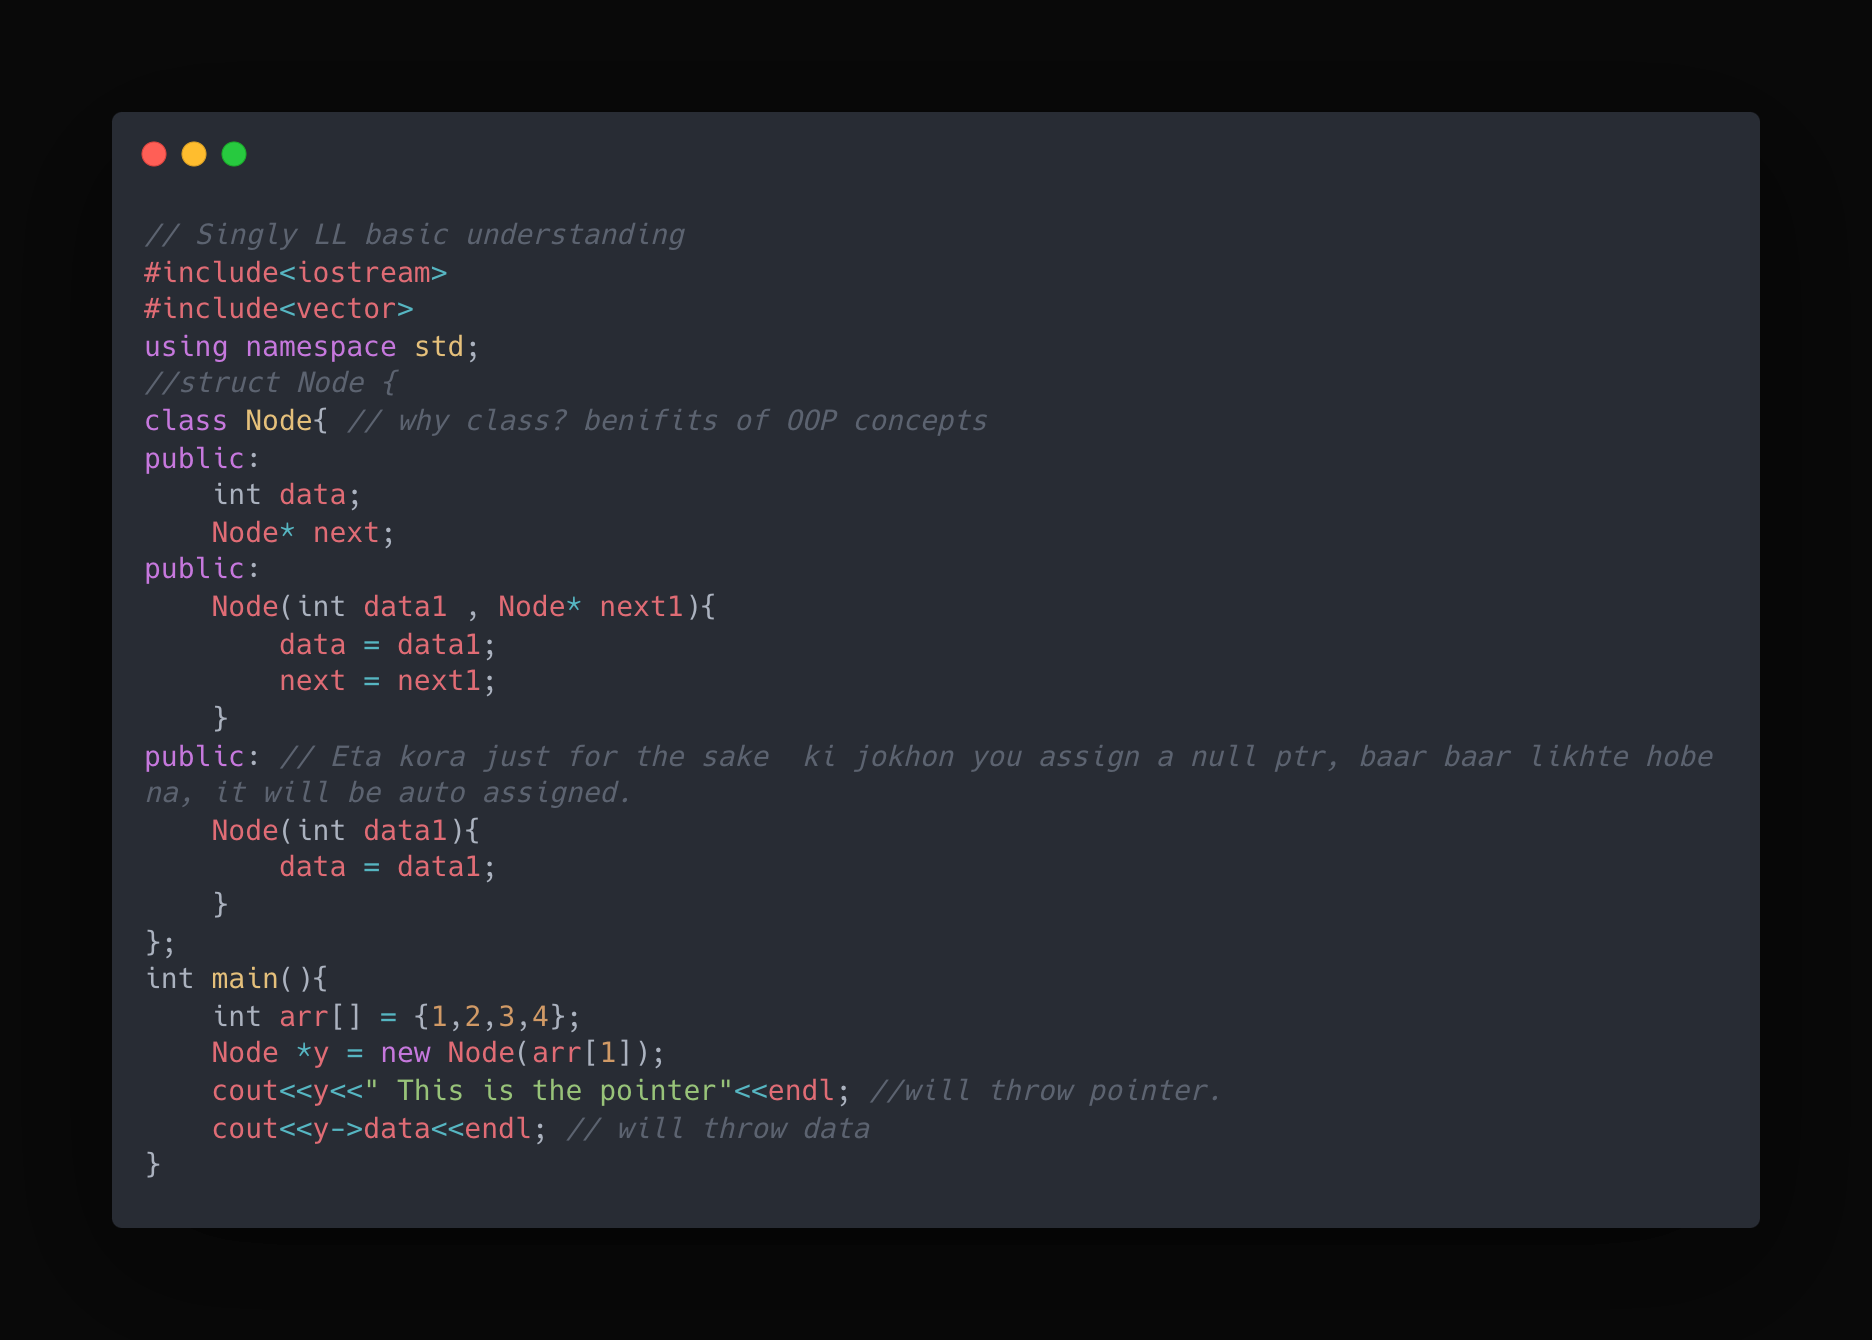 // Singly LL basic understanding
#include<iostream>
#include<vector>
using namespace std;
//struct Node {
class Node{ // why class? benifits of OOP concepts
public:
    int data;
    Node* next;
public:
    Node(int data1 , Node* next1){
        data = data1;
        next = next1;
    }
public: // Eta kora just for the sake  ki jokhon you assign a null ptr, baar baar likhte hobe
na, it will be auto assigned.
    Node(int data1){
        data = data1;
    }
};
int main(){
    int arr[] = {1,2,3,4};
    Node *y = new Node(arr[1]);
    cout<<y<<" This is the pointer"<<endl; //will throw pointer.
    cout<<y->data<<endl; // will throw data
}